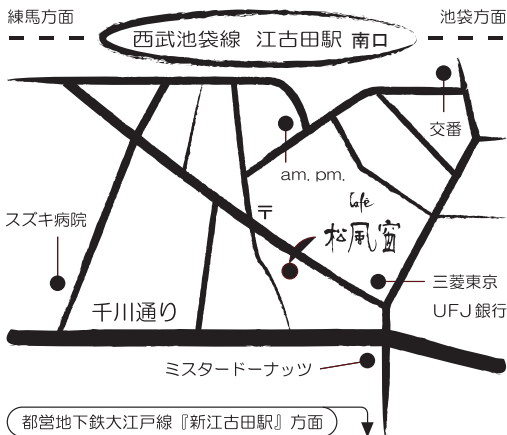 練馬方面
池袋方面
西武池袋線 江古田駅 南口
交番
am. pm.
〒
Café
松風窗
スズキ病院
三菱東京
UFJ銀行
千川通り
ミスタードーナッツ
都営地下鉄大江戸線『新江古田駅』方面